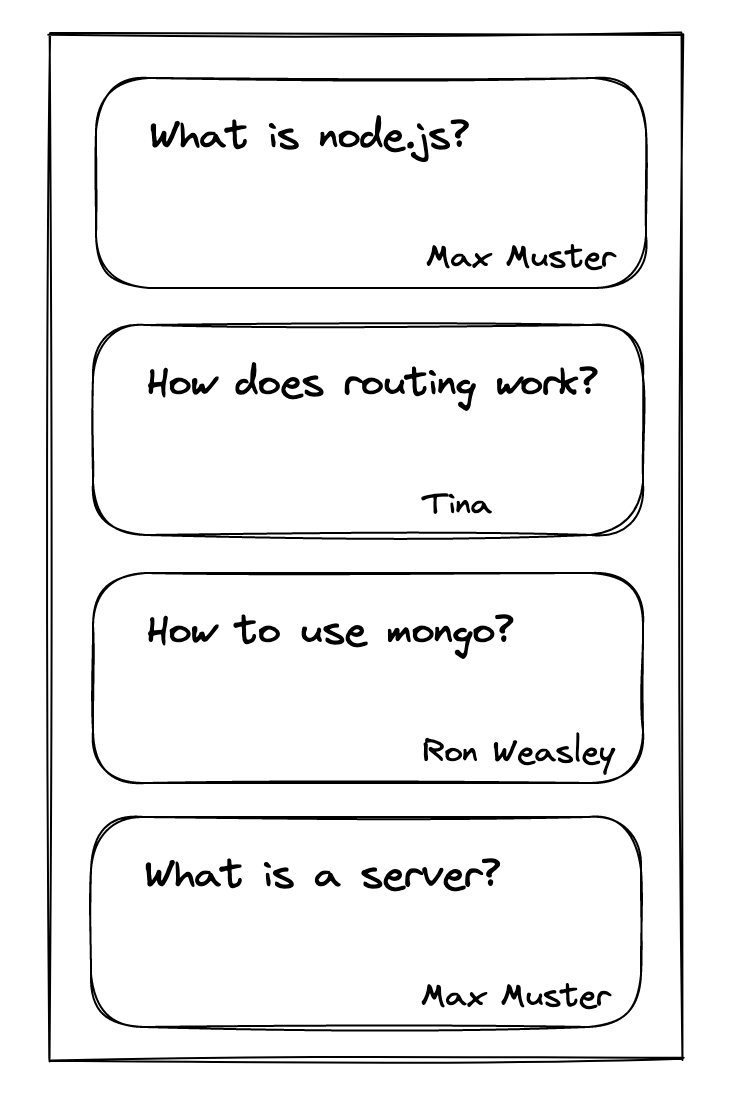 What is node.js?
Max Muster
How does routing work?
Tina
How to use mongo?
Ron Weasley
What is a server?
Max Muster